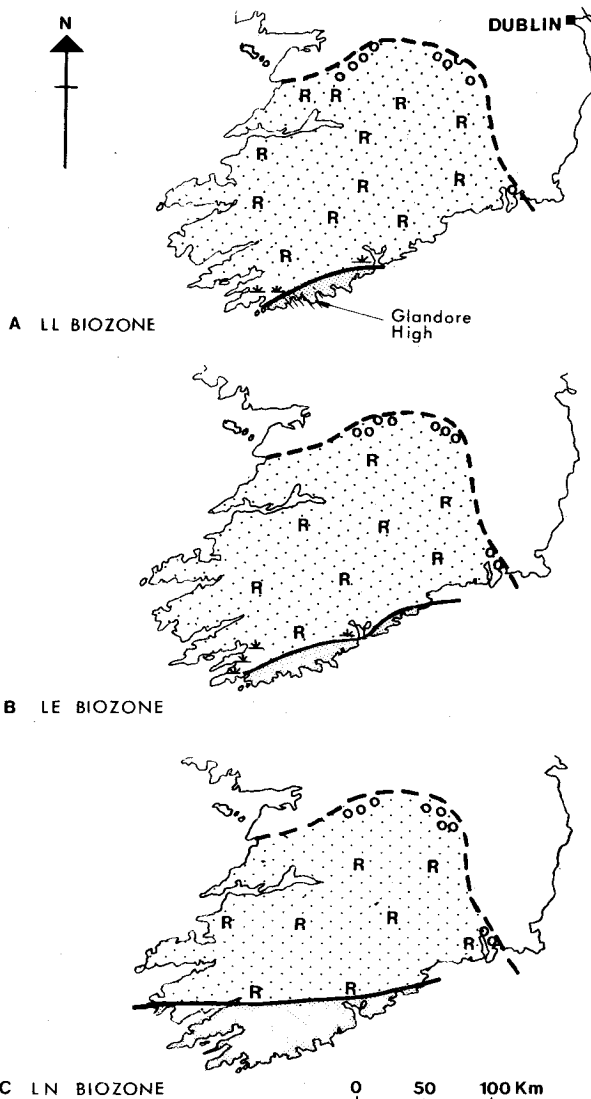 N
DUBLIN
R R R
R
R
R
R R
R R R
R
A LL BIOZONE
Glandore
High
R
R
R R
R
R R
R
B LE BIOZONE
R R
R R R
R
R R
C LN BIOZONE
0 50 100 Km